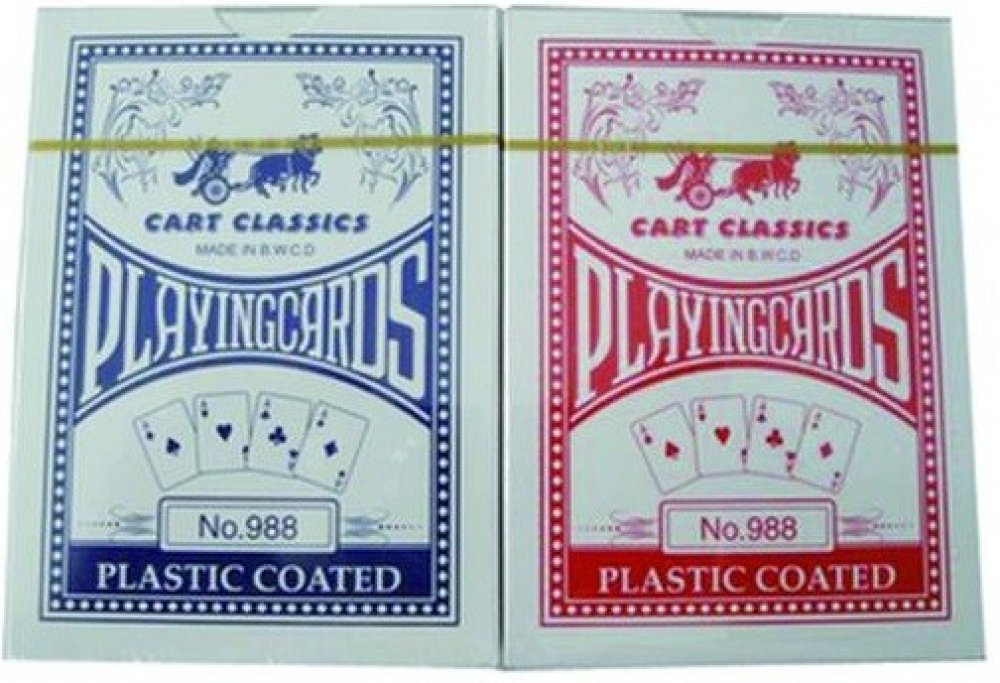 CART CLASSICS
MADE IN B.W.C.D
PLAYINGCARDS
No.988
PLASTIC COATED
CART CLASSICS
MADE IN B.W.C.D
PLAYINGCARDS
No.988
PLASTIC COATED